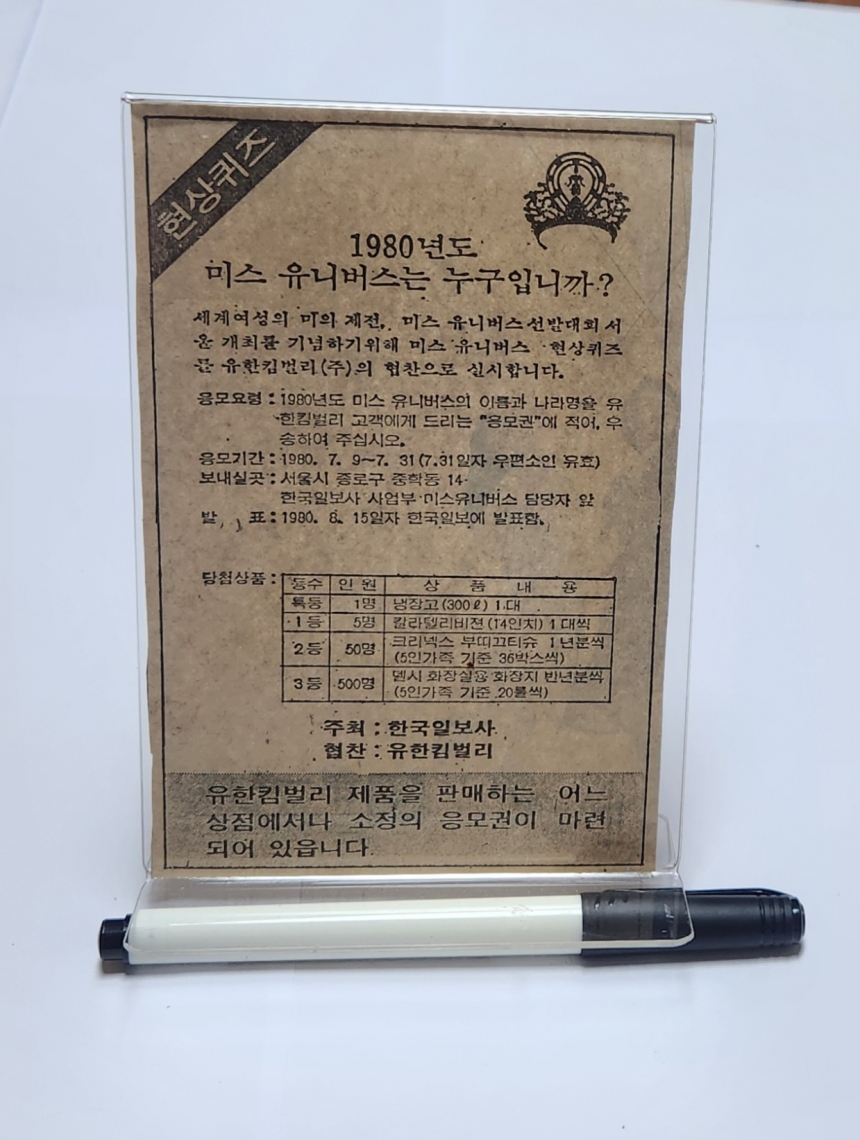 현상퀴즈
1980년도
미스 유니버스는 누구입니까?
세계여성의 미의 제전, 미스 유니버스선발대회 서
울 개최를 기념하기위해 미스 유니버스 현상퀴즈
를 유한킴벌리(주)의 협찬으로 실시합니다.
응모요령 : 1980년도 미스 유니버스의 이름과 나라명을 유
한킴벌리 고객에게 드리는 "응모권"에 적어, 우
송하여 주십시오.
응모기간 : 1980. 7. 9~7. 31(7.31일자 우편소인 유효)
보내실곳 : 서울시 종로구 중학동 14
한국일보사 사업부 미스유니버스 담당자 앞
발 표 : 1980. 8. 15일자 한국일보에 발표함.
당첨상품 : 등수 인원 상 품 내 용
특등 1명 냉장고(300ℓ) 1대
1등 5명 칼라텔리비젼(14인치) 1대씩
2등 50명 크리넥스 부띠끄티슈 1년분씩
(5인가족 기준 36박스씩)
3등 500명 뎀시 화장실용 화장지 반년분씩
(5인가족 기준 20롤씩)
주최 : 한국일보사
협찬 : 유한킴벌리
유한킴벌리 제품을 판매하는 어느
상점에서나 소정의 응모권이 마련
되어 있읍니다.